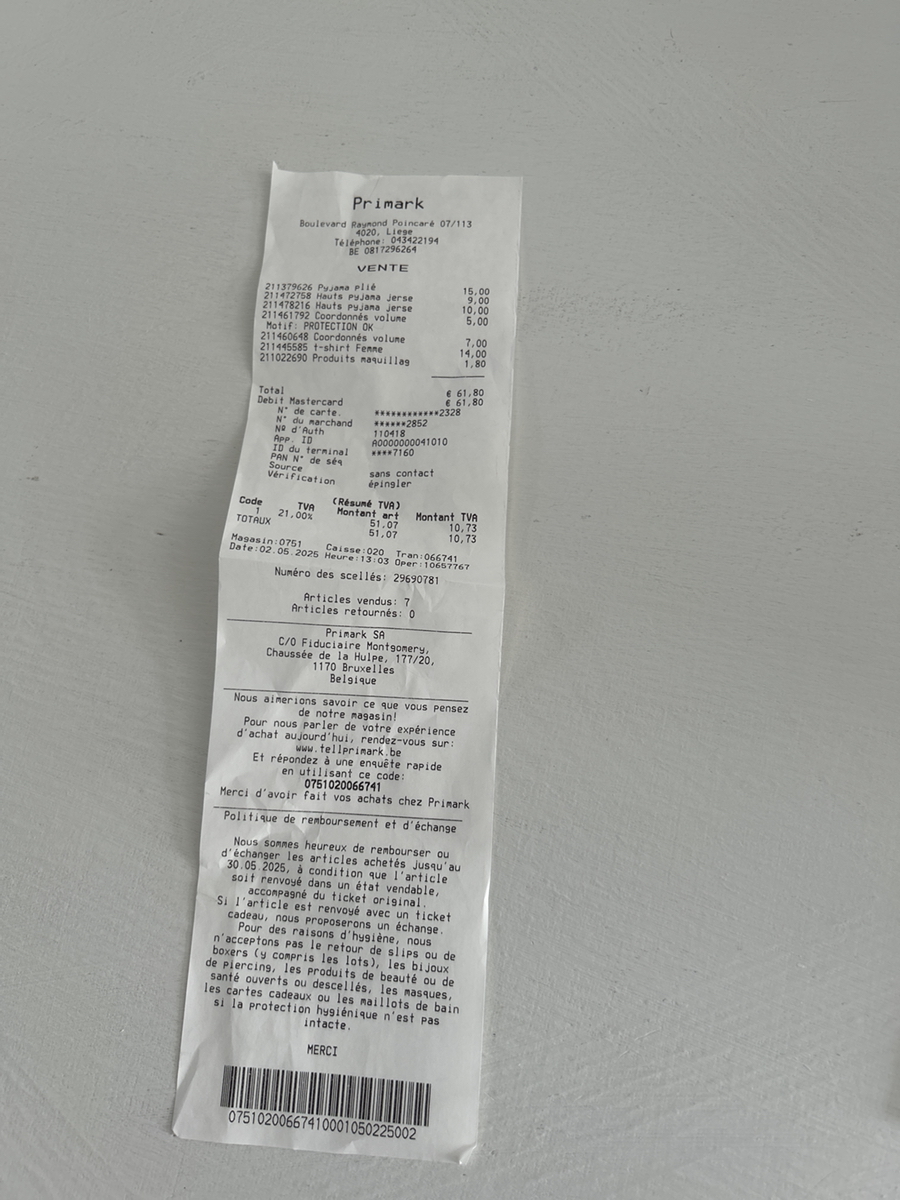 Primark
Boulevard Raymond Poincaré 07/113
4020, Liege
Téléphone: 043422194
BE 0817296264
VENTE
211379626 Pyjama plié 15,00
211472758 Hauts pyjama jerse 9,00
211478216 Hauts pyjama jerse 10,00
211461792 Coordonnés volume 5,00
Motif: PROTECTION OK
211460648 Coordonnés volume 7,00
211445585 t-shirt Femme 14,00
211022690 Produits maquillag 1,80
Total € 61,80
Debit Mastercard € 61,80
N° de carte. ************2328
N° du marchand ******2852
Nº d'Auth 110418
App. ID A0000000041010
ID du terminal ****7160
PAN N° de séq
Source sans contact
Vérification épingler
(Résumé TVA)
Code TVA Montant art Montant TVA
1 21,00% 51,07 10,73
TOTAUX 51,07 10,73
Magasin:0751 Caisse:020 Tran:066741
Date:02.05.2025 Heure:13:03 Oper:10657767
Numéro des scellés: 29690781
Articles vendus: 7
Articles retournés: 0
Primark SA
C/O Fiduciaire Montgomery,
Chaussée de la Hulpe, 177/20,
1170 Bruxelles
Belgique
Nous aimerions savoir ce que vous pensez
de notre magasin!
Pour nous parler de votre expérience
d'achat aujourd'hui, rendez-vous sur:
www.tellprimark.be
Et répondez à une enquête rapide
en utilisant ce code:
0751020066741
Merci d'avoir fait vos achats chez Primark
Politique de remboursement et d'échange
Nous sommes heureux de rembourser ou
d'échanger les articles achetés jusqu'au
30.05.2025, à condition que l'article
soit renvoyé dans un état vendable,
accompagné du ticket original.
Si l'article est renvoyé avec un ticket
cadeau, nous proposerons un échange.
Pour des raisons d'hygiène, nous
n'acceptons pas le retour de slips ou de
boxers (y compris les lots), les bijoux
de piercing, les produits de beauté ou de
santé ouverts ou descellés, les masques,
les cartes cadeaux ou les maillots de bain
si la protection hygiénique n'est pas
intacte.
MERCI
07510200667410001050225002